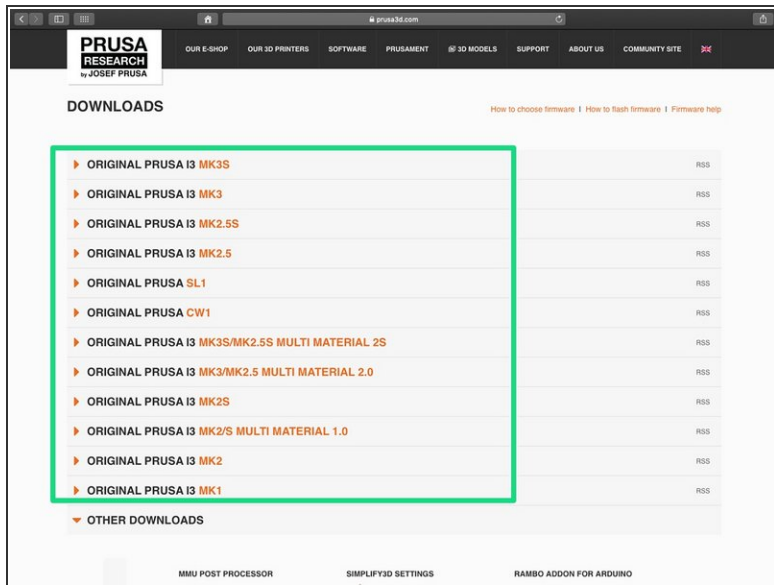 prusa3d.com
PRUSA
RESEARCH
by JOSEF PRUSA
OUR E-SHOP OUR 3D PRINTERS SOFTWARE PRUSAMENT 3D MODELS SUPPORT ABOUT US COMMUNITY SITE
DOWNLOADS
How to choose firmware I How to flash firmware I Firmware help
ORIGINAL PRUSA I3 MK3S RSS
ORIGINAL PRUSA I3 MK3 RSS
ORIGINAL PRUSA I3 MK2.5S RSS
ORIGINAL PRUSA I3 MK2.5 RSS
ORIGINAL PRUSA SL1 RSS
ORIGINAL PRUSA CW1 RSS
ORIGINAL PRUSA I3 MK3S/MK2.5S MULTI MATERIAL 2S RSS
ORIGINAL PRUSA I3 MK3/MK2.5 MULTI MATERIAL 2.0 RSS
ORIGINAL PRUSA I3 MK2S RSS
ORIGINAL PRUSA I3 MK2/S MULTI MATERIAL 1.0 RSS
ORIGINAL PRUSA I3 MK2 RSS
ORIGINAL PRUSA I3 MK1 RSS
OTHER DOWNLOADS
MMU POST PROCESSOR SIMPLIFY3D SETTINGS RAMBO ADDON FOR ARDUINO